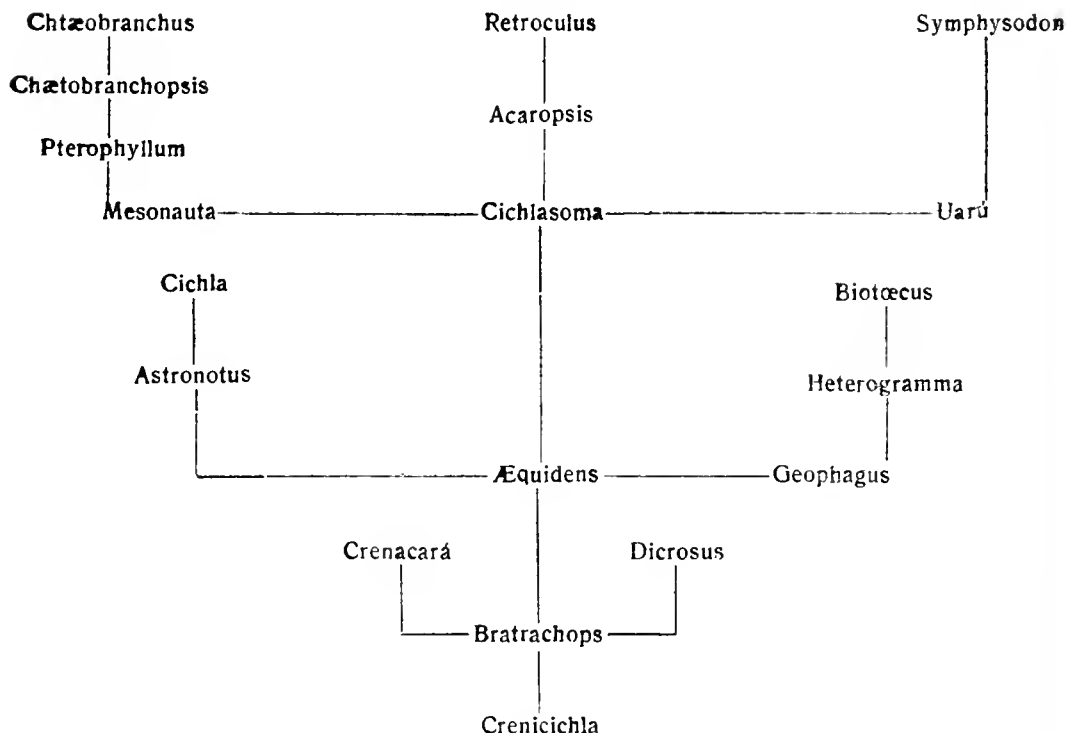 Chtæobranchus Retroculus Symphysodon
Chætobranchopsis
Acaropsis
Pterophyllum
Mesonauta Cichlasoma Uarú
Cichla
Biotœcus
Astronotus
Heterogramma
Æquidens Geophagus
Crenacará Dicrosus
Bratrachops
Crenicichla